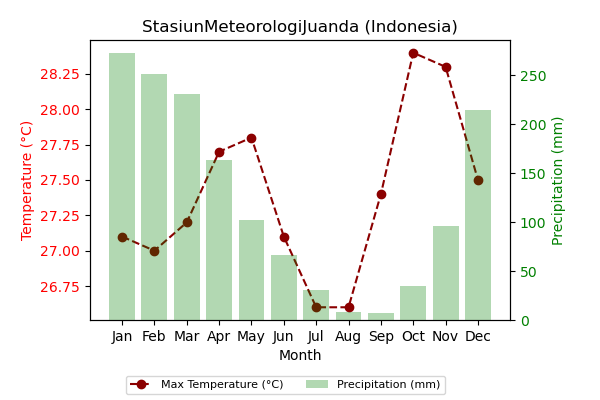 StasiunMeteorologiJuanda (Indonesia)
28.25
28.00
27.75
27.50
27.25
27.00
26.75
Temperature (°C)
250
200
150
100
50
0
Precipitation (mm)
Jan Feb Mar Apr May Jun Jul Aug Sep Oct Nov Dec
Month
Max Temperature (°C) Precipitation (mm)